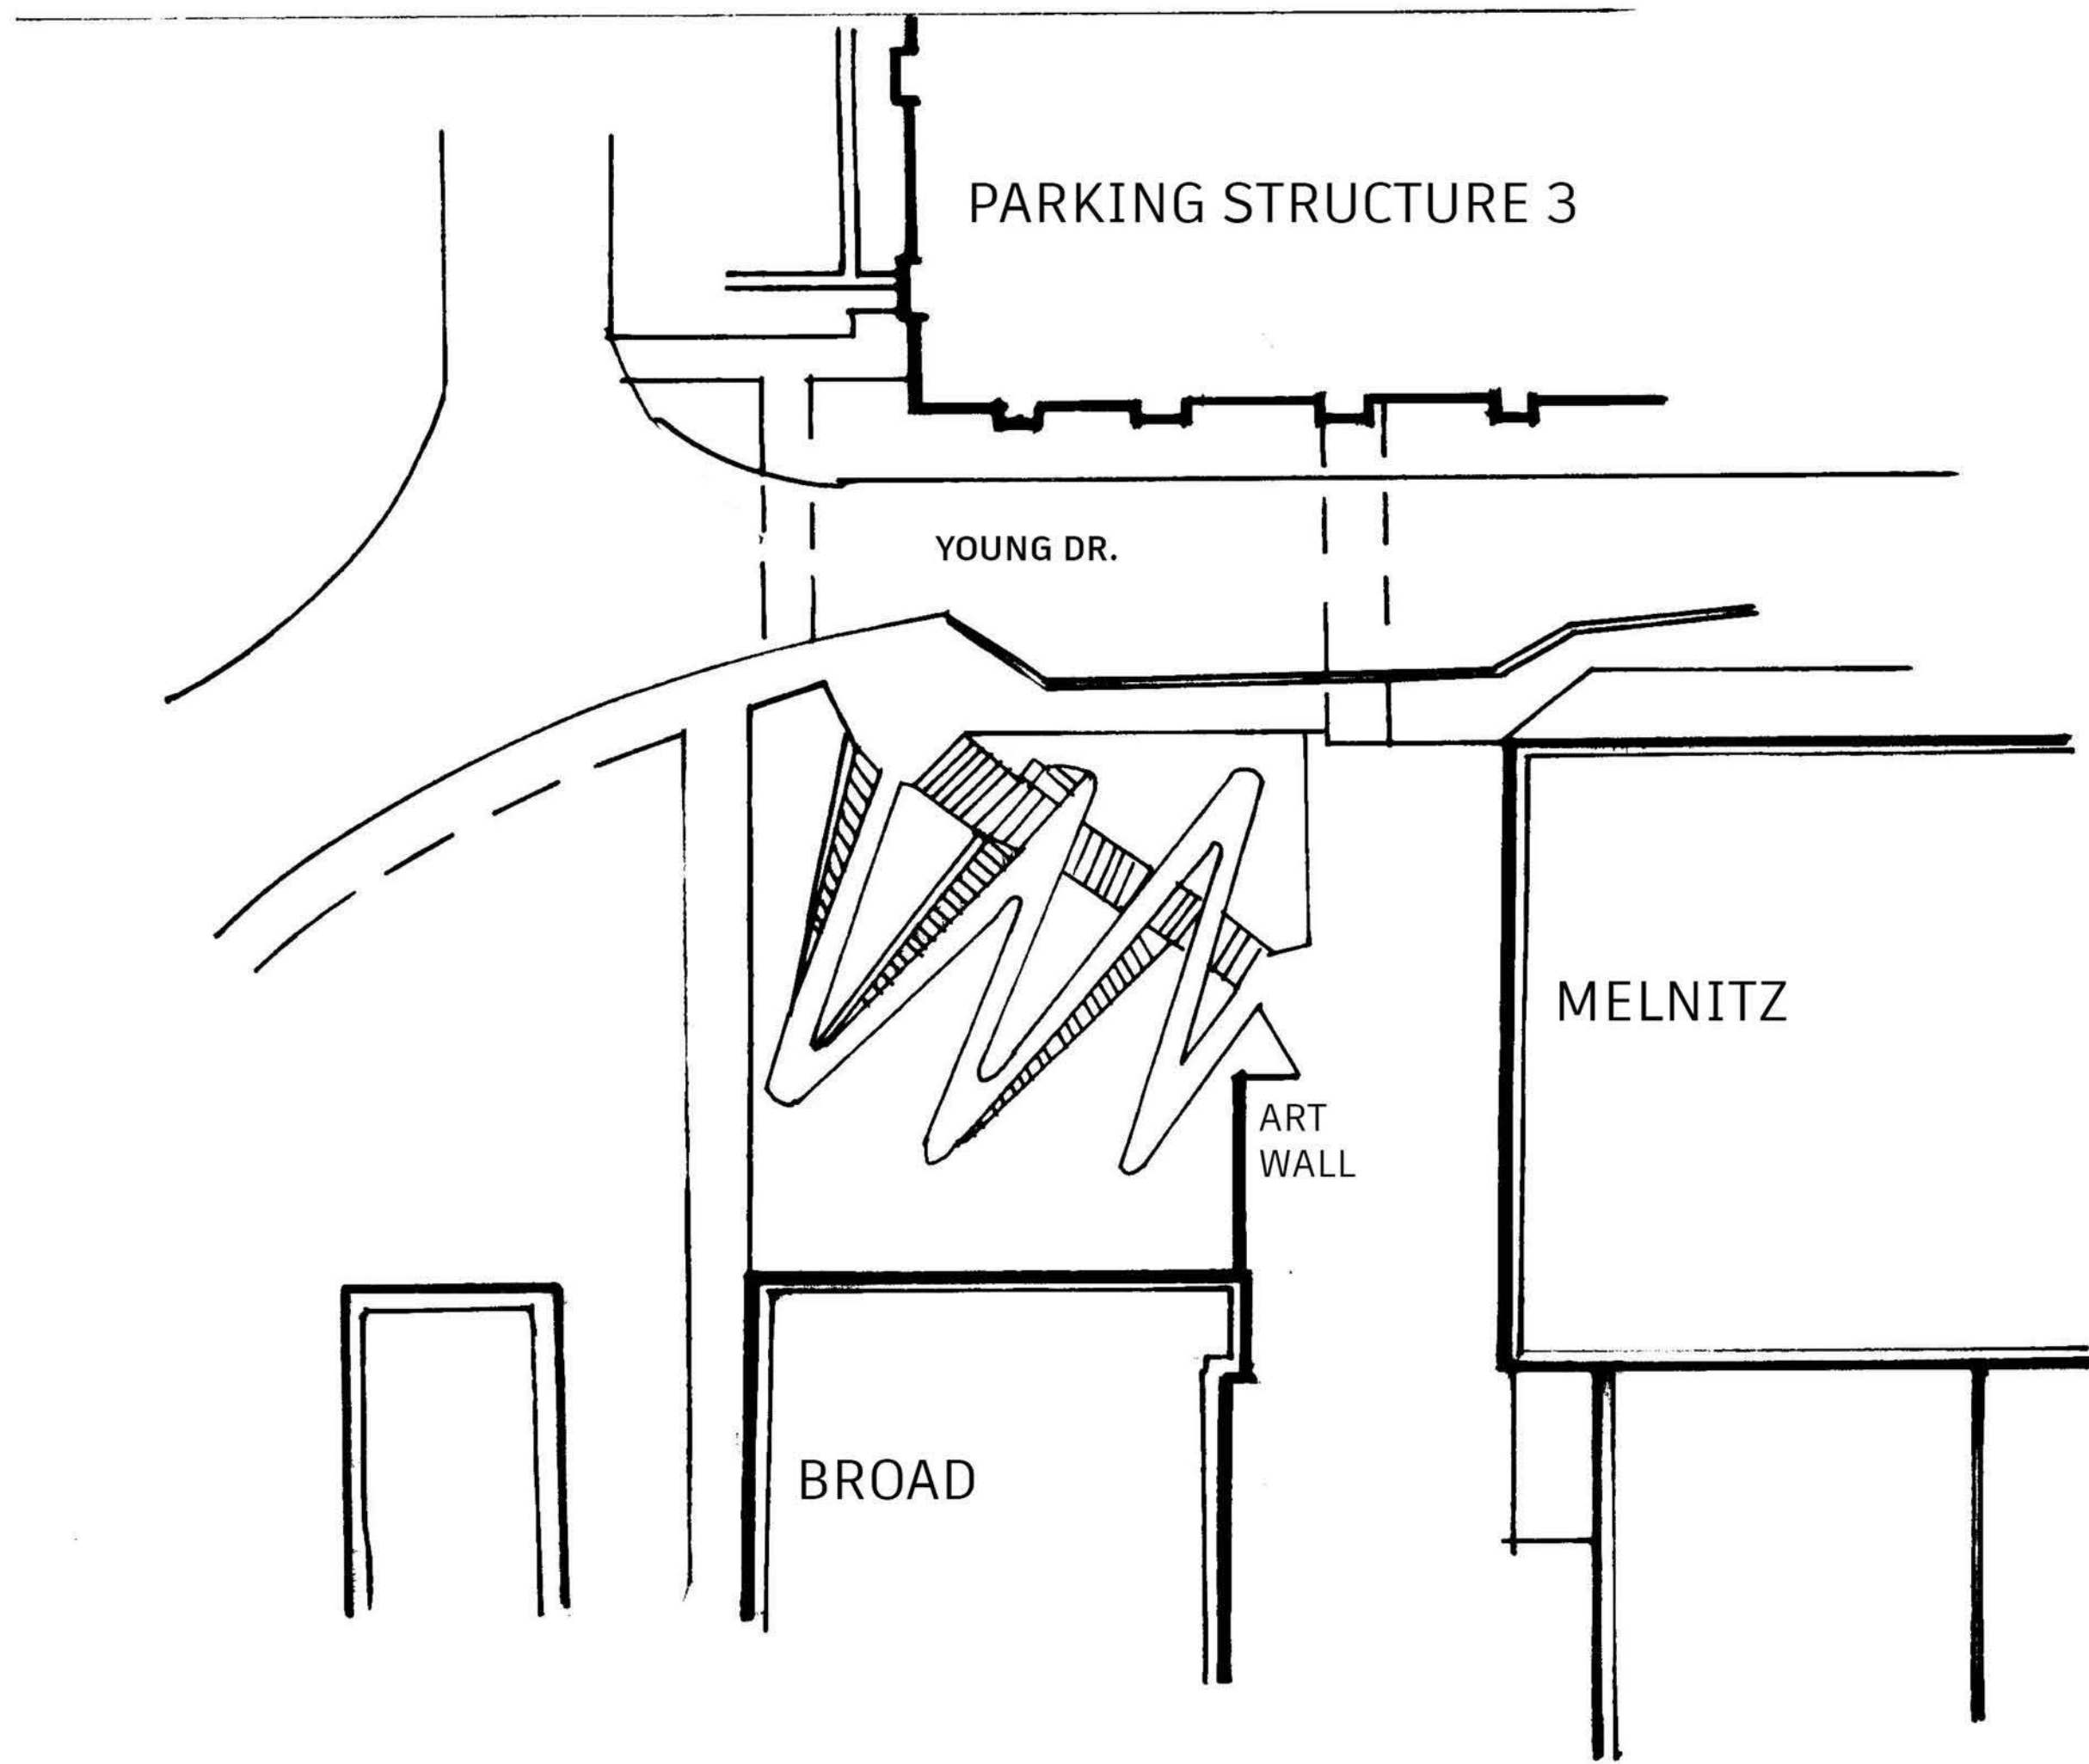 PARKING STRUCTURE 3
YOUNG DR.
MELNITZ
ART
WALL
BROAD